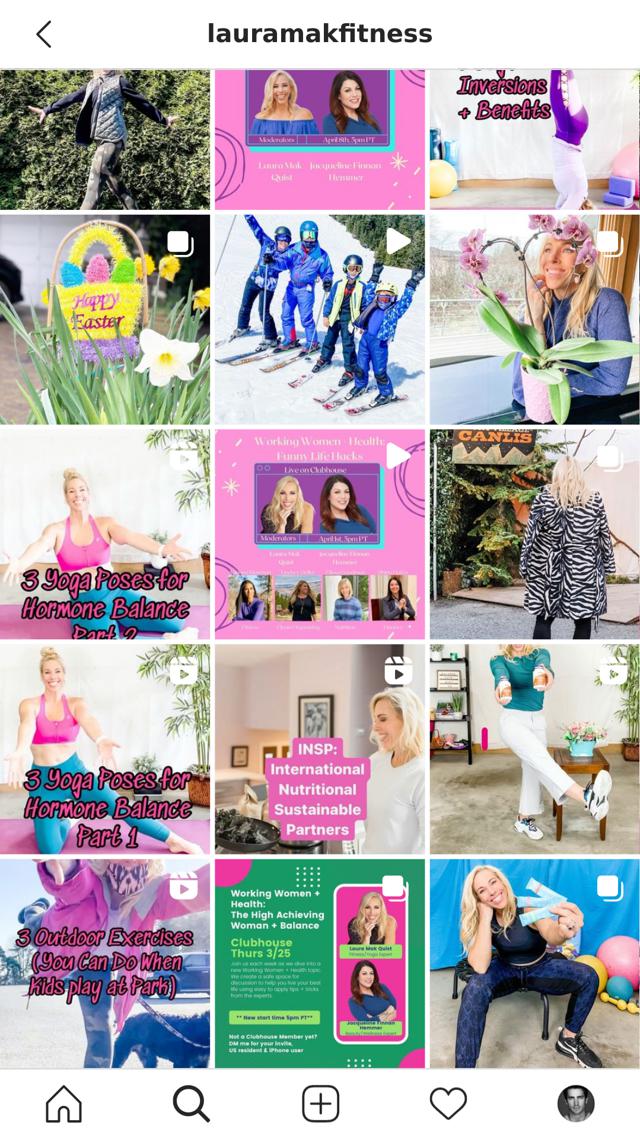 lauramakfitness
Moderators
April 8th, 5pm PT
Laura Mak
Quist
Jacqueline Finnan
Hemmer
Inversions
+ Benefits
Happy
Easter
3 Yoga Poses for
Hormone Balance
Part 2
Working Women + Health:
Funny Life Hacks
Live on Clubhouse
Moderators
April 1st, 5pm PT
Laura Mak
Quist
Jacqueline Finnan
Hemmer
CANLIS
3 Yoga Poses for
Hormone Balance
Part 1
INSP:
International
Nutritional
Sustainable
Partners
3 Outdoor Exercises
(You Can Do When
Kids play at Park)
Working Women +
Health:
The High Achieving
Woman + Balance
Clubhouse
Thurs 3/25
Join us each week as we dive into a
new Working Women + Health topic.
We create a safe space for
discussion to help you live your best
life using easy to apply tips + tricks
from the experts.
** New start time 5pm PT**
Not a Clubhouse Member yet?
DM me for your invite,
US resident & iPhone user
Laura Mak Quist
Fitness/Yoga Expert
Jacqueline Finnan
Hemmer
Beauty/Wellness Expert